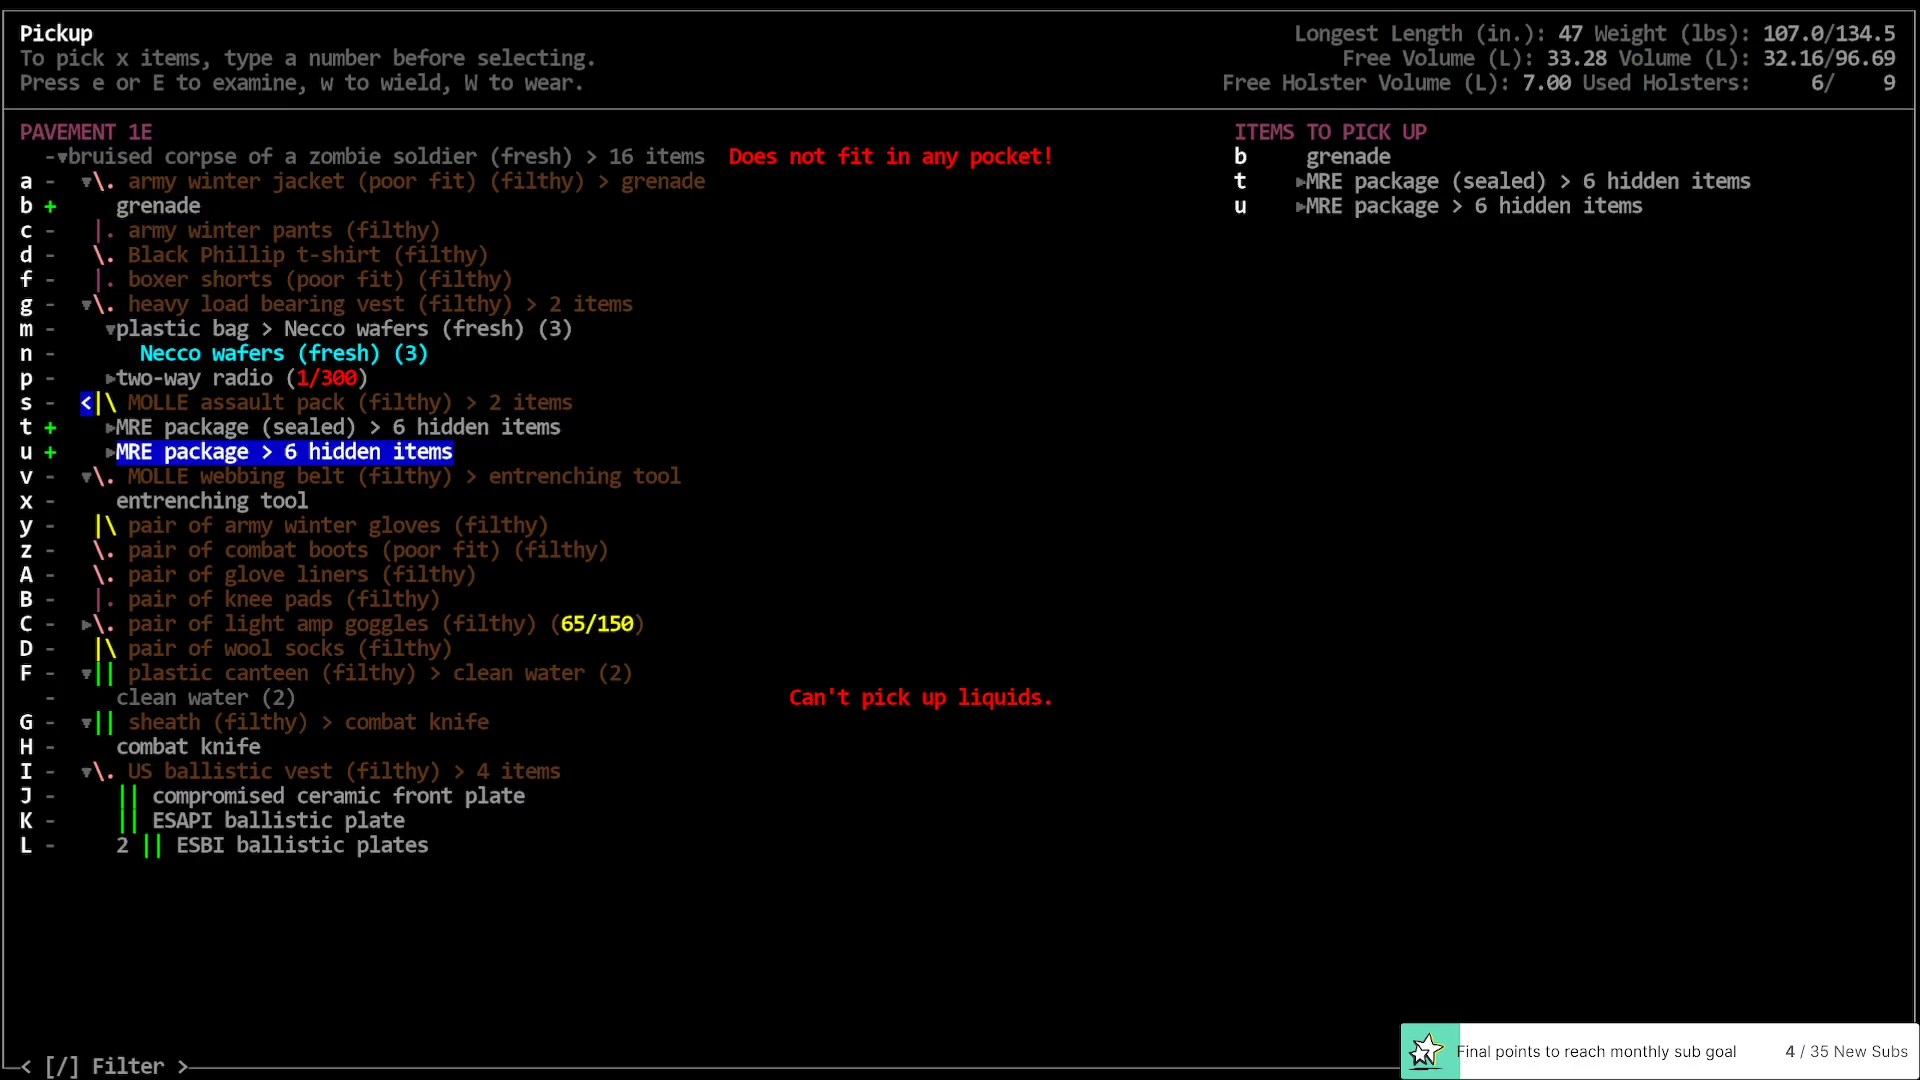 Pickup
To pick x items, type a number before selecting.
Press e or E to examine, w to wield, W to wear.
Longest Length (in.): 47 Weight (lbs): 107.0/134.5
Free Volume (L): 33.28 Volume (L): 32.16/96.69
Free Holster Volume (L): 7.00 Used Holsters: 6/ 9
PAVEMENT 1E
-▾bruised corpse of a zombie soldier (fresh) > 16 items Does not fit in any pocket!
a - ▾\. army winter jacket (poor fit) (filthy) > grenade
b + grenade
c - |. army winter pants (filthy)
d - \. Black Phillip t-shirt (filthy)
f - |. boxer shorts (poor fit) (filthy)
g - ▾\. heavy load bearing vest (filthy) > 2 items
m - ▾plastic bag > Necco wafers (fresh) (3)
n - Necco wafers (fresh) (3)
p - ▸two-way radio (1/300)
s - <|\ MOLLE assault pack (filthy) > 2 items
t + ▸MRE package (sealed) > 6 hidden items
u + ▸MRE package > 6 hidden items
v - ▾\. MOLLE webbing belt (filthy) > entrenching tool
x - entrenching tool
y - |\ pair of army winter gloves (filthy)
z - \. pair of combat boots (poor fit) (filthy)
A - \. pair of glove liners (filthy)
B - |. pair of knee pads (filthy)
C - ▸\. pair of light amp goggles (filthy) (65/150)
D - |\ pair of wool socks (filthy)
F - ▾|| plastic canteen (filthy) > clean water (2)
- clean water (2) Can't pick up liquids.
G - ▾|| sheath (filthy) > combat knife
H - combat knife
I - ▾\. US ballistic vest (filthy) > 4 items
J - || compromised ceramic front plate
K - || ESAPI ballistic plate
L - 2 || ESBI ballistic plates
ITEMS TO PICK UP
b grenade
t ▸MRE package (sealed) > 6 hidden items
u ▸MRE package > 6 hidden items
< [/] Filter >
Final points to reach monthly sub goal 4 / 35 New Subs